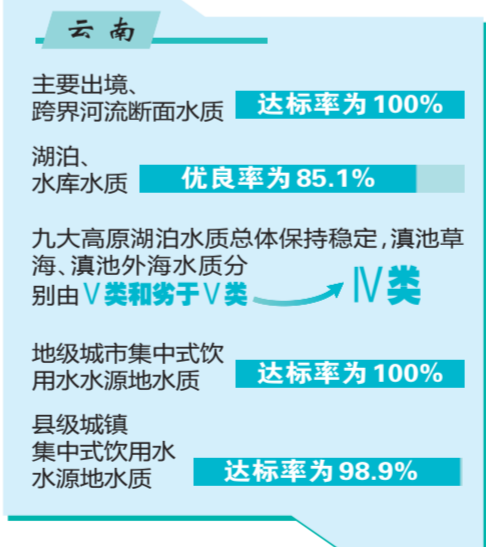 云南
主要出境、
跨界河流断面水质 达标率为100%
湖泊、
水库水质 优良率为85.1%
九大高原湖泊水质总体保持稳定,滇池草
海、滇池外海水质分
别由Ⅴ类和劣于Ⅴ类 Ⅳ类
地级城市集中式饮
用水水源地水质 达标率为100%
县级城镇
集中式饮用水
水源地水质 达标率为98.9%